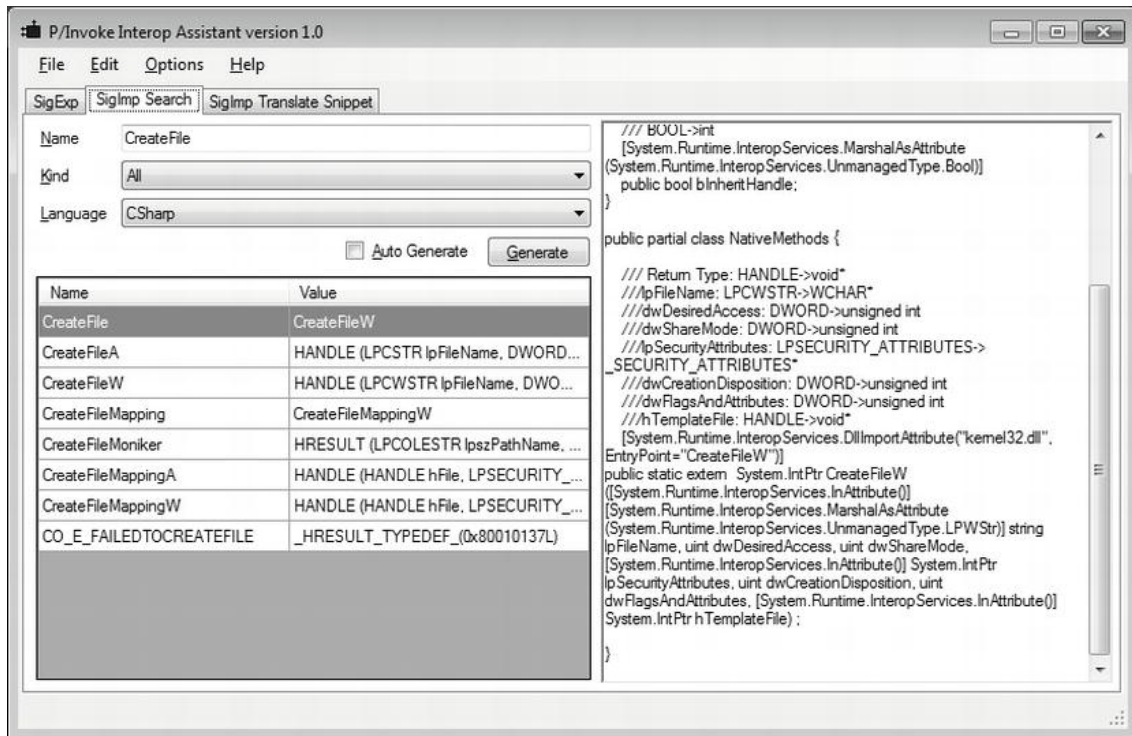 P/Invoke Interop Assistant version 1.0
File Edit Options Help
SigExp SigImp Search SigImp Translate Snippet
Name CreateFile
Kind All
Language CSharp
Auto Generate Generate
Name Value
CreateFile CreateFileW
CreateFileA HANDLE (LPCSTR lpFileName, DWORD...
CreateFileW HANDLE (LPCWSTR lpFileName, DWO...
CreateFileMapping CreateFileMappingW
CreateFileMoniker HRESULT (LPCOLESTR lpszPathName, ...
CreateFileMappingA HANDLE (HANDLE hFile, LPSECURITY_...
CreateFileMappingW HANDLE (HANDLE hFile, LPSECURITY_...
CO_E_FAILEDTOCREATEFILE _HRESULT_TYPEDEF_(0x80010137L)
/// BOOL->int
[System.Runtime.InteropServices.MarshalAsAttribute
(System.Runtime.InteropServices.UnmanagedType.Bool)]
public bool bInheritHandle;
}
public partial class NativeMethods {
/// Return Type: HANDLE->void*
///lpFileName: LPCWSTR->WCHAR*
///dwDesiredAccess: DWORD->unsigned int
///dwShareMode: DWORD->unsigned int
///lpSecurityAttributes: LPSECURITY_ATTRIBUTES->
_SECURITY_ATTRIBUTES*
///dwCreationDisposition: DWORD->unsigned int
///dwFlagsAndAttributes: DWORD->unsigned int
///hTemplateFile: HANDLE->void*
[System.Runtime.InteropServices.DllImportAttribute("kernel32.dll",
EntryPoint="CreateFileW")]
public static extern System.IntPtr CreateFileW
([System.Runtime.InteropServices.InAttribute()]
[System.Runtime.InteropServices.MarshalAsAttribute
(System.Runtime.InteropServices.UnmanagedType.LPWStr)] string
lpFileName, uint dwDesiredAccess, uint dwShareMode,
[System.Runtime.InteropServices.InAttribute()] System.IntPtr
lpSecurityAttributes, uint dwCreationDisposition, uint
dwFlagsAndAttributes, [System.Runtime.InteropServices.InAttribute()]
System.IntPtr hTemplateFile) ;
}